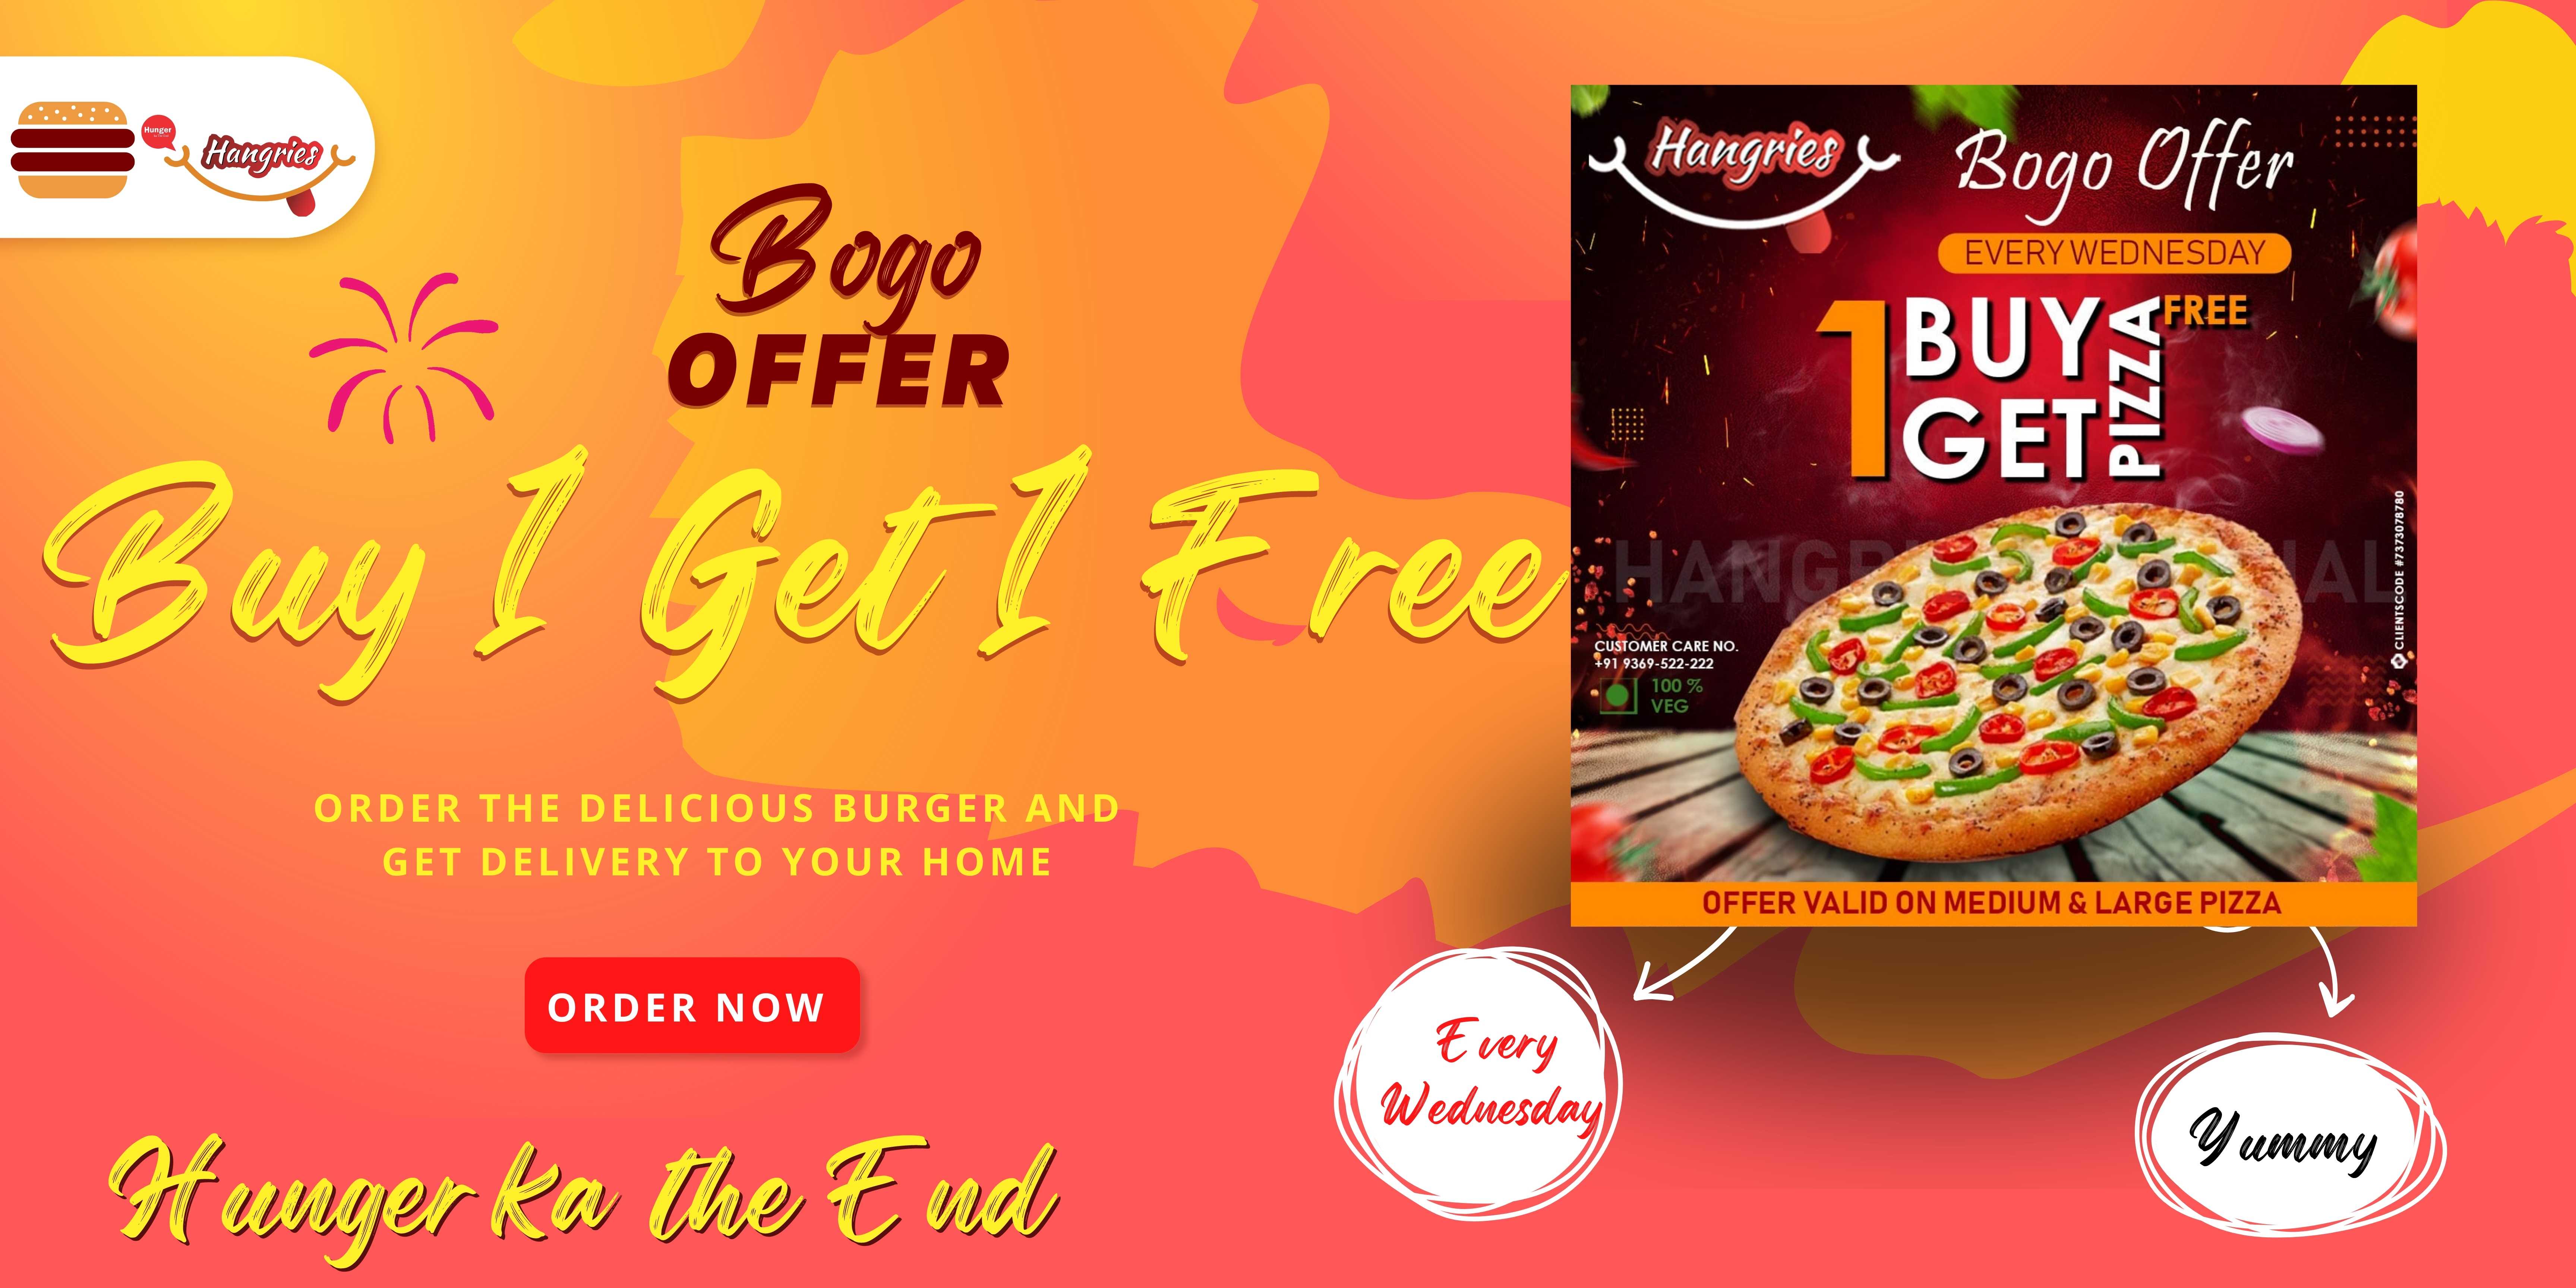 Hunger
Hangries
Bogo
OFFER
Buy 1 Get 1 Free
ORDER THE DELICIOUS BURGER AND
GET DELIVERY TO YOUR HOME
ORDER NOW
Hunger Ka the End
Hangries
Bogo Offer
EVERY WEDNESDAY
1 BUY
GET
PIZZA
FREE
CLIENTSCODE #7373078780
CUSTOMER CARE NO.
+91 9369-522-222
100 %
VEG
OFFER VALID ON MEDIUM & LARGE PIZZA
Every
Wednesday
Yummy